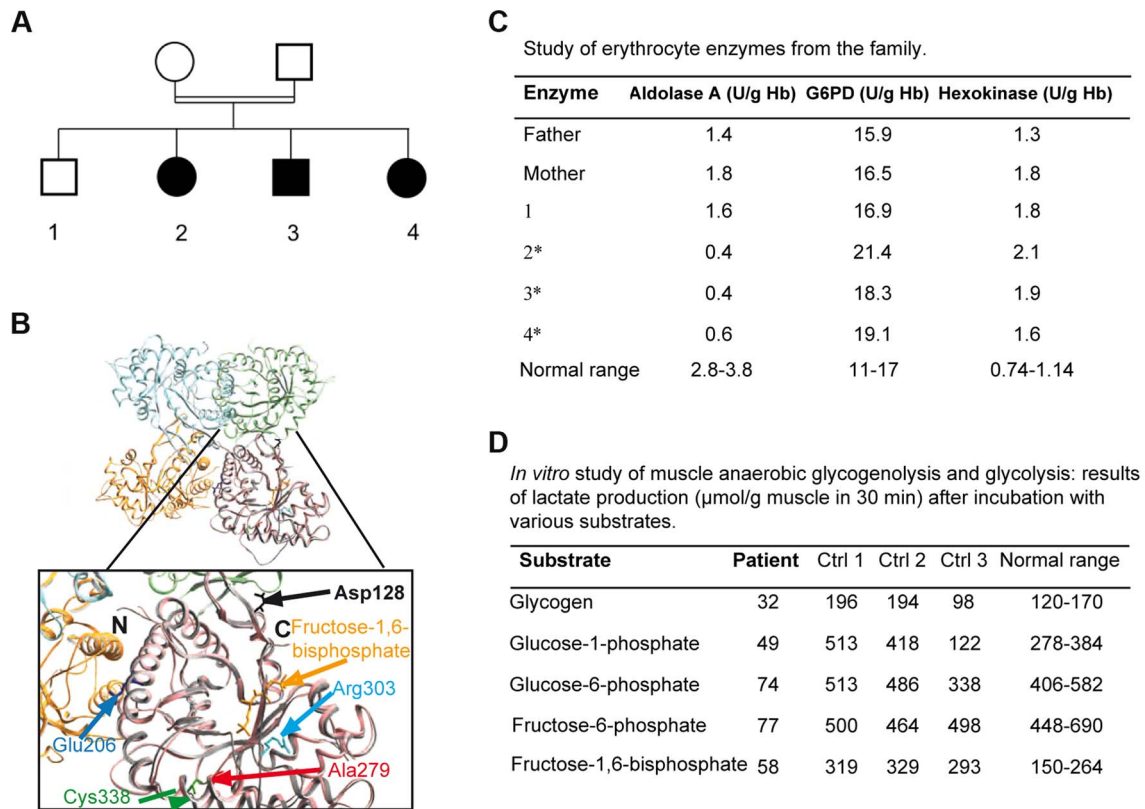 A
1 2 3 4
B
N
Asp128
C
Fructose-1,6-
bisphosphate
Arg303
Glu206
Ala279
Cys338
C
Study of erythrocyte enzymes from the family.
Enzyme Aldolase A (U/g Hb) G6PD (U/g Hb) Hexokinase (U/g Hb)
Father 1.4 15.9 1.3
Mother 1.8 16.5 1.8
1 1.6 16.9 1.8
2* 0.4 21.4 2.1
3* 0.4 18.3 1.9
4* 0.6 19.1 1.6
Normal range 2.8-3.8 11-17 0.74-1.14
D
In vitro study of muscle anaerobic glycogenolysis and glycolysis: results
of lactate production (µmol/g muscle in 30 min) after incubation with
various substrates.
Substrate Patient Ctrl 1 Ctrl 2 Ctrl 3 Normal range
Glycogen 32 196 194 98 120-170
Glucose-1-phosphate 49 513 418 122 278-384
Glucose-6-phosphate 74 513 486 338 406-582
Fructose-6-phosphate 77 500 464 498 448-690
Fructose-1,6-bisphosphate 58 319 329 293 150-264